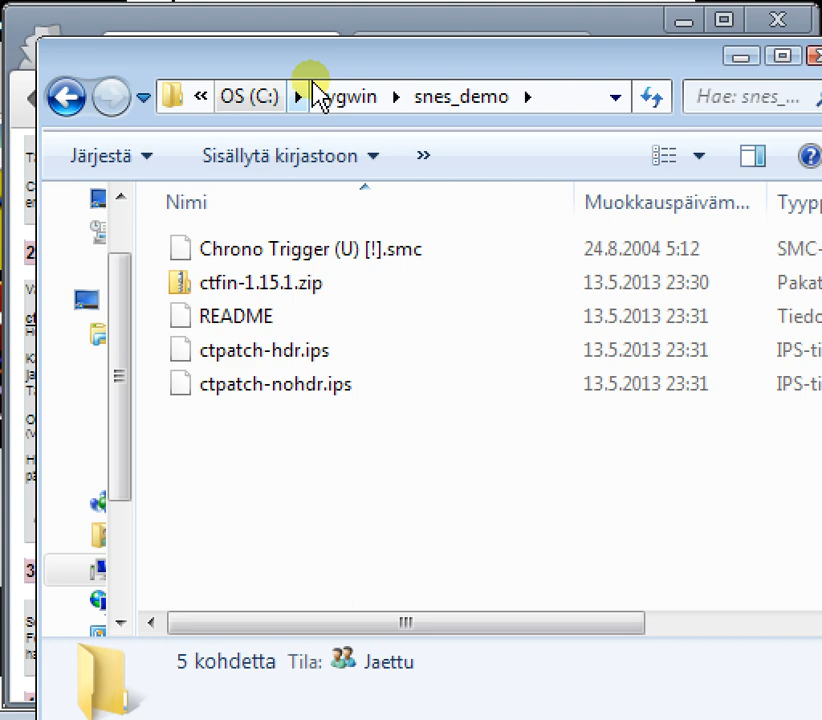 « OS (C:) ygwin snes_demo Hae: snes_...
Järjestä Sisällytä kirjastoon »
Nimi Muokkauspäiväm... Tyypp
Chrono Trigger (U) [!].smc 24.8.2004 5:12 SMC-
ctfin-1.15.1.zip 13.5.2013 23:30 Pakat
README 13.5.2013 23:31 Tiedo
ctpatch-hdr.ips 13.5.2013 23:31 IPS-ti
ctpatch-nohdr.ips 13.5.2013 23:31 IPS-ti
5 kohdetta Tila: Jaettu